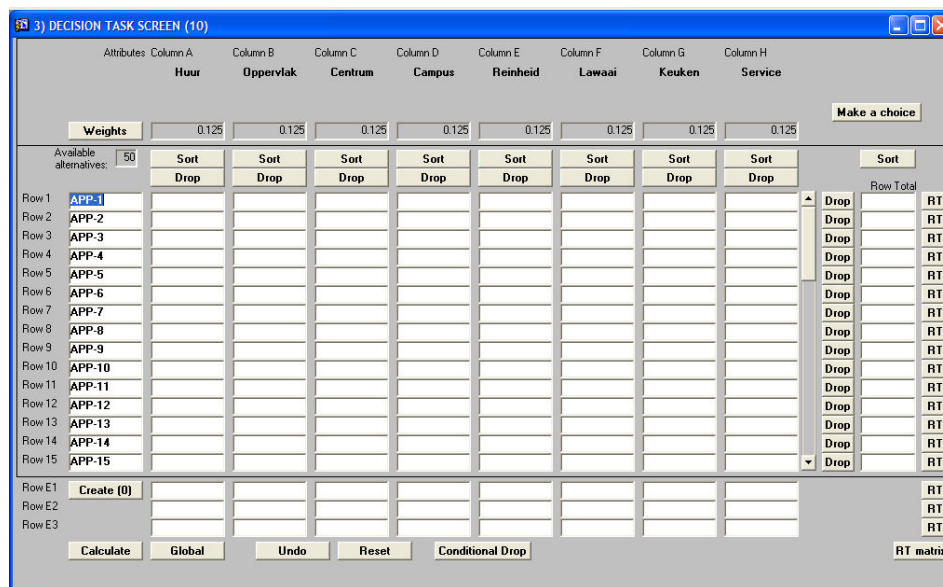 3) DECISION TASK SCREEN (10)
Attributes Column A Column B Column C Column D Column E Column F Column G Column H
Huur Oppervlak Centrum Campus Reinheid Lawaai Keuken Service
Make a choice
Weights 0.125 0.125 0.125 0.125 0.125 0.125 0.125 0.125
Available alternatives: 50 Sort Sort Sort Sort Sort Sort Sort Sort Sort
Drop Drop Drop Drop Drop Drop Drop Drop Row Total
Row 1 APP-1 Drop RT
Row 2 APP-2 Drop RT
Row 3 APP-3 Drop RT
Row 4 APP-4 Drop RT
Row 5 APP-5 Drop RT
Row 6 APP-6 Drop RT
Row 7 APP-7 Drop RT
Row 8 APP-8 Drop RT
Row 9 APP-9 Drop RT
Row 10 APP-10 Drop RT
Row 11 APP-11 Drop RT
Row 12 APP-12 Drop RT
Row 13 APP-13 Drop RT
Row 14 APP-14 Drop RT
Row 15 APP-15 Drop RT
Row E1 Create (0) RT
Row E2 RT
Row E3 RT
Calculate Global Undo Reset Conditional Drop RT matrix